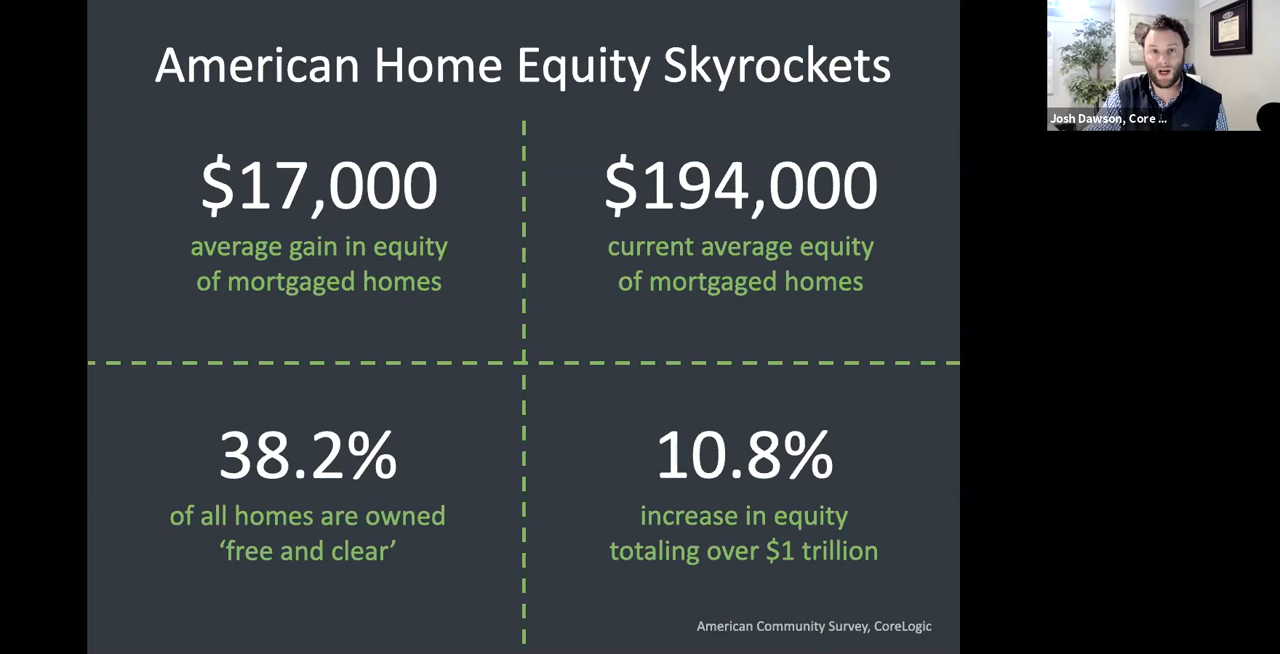 American Home Equity Skyrockets
$17,000
average gain in equity
of mortgaged homes
$194,000
current average equity
of mortgaged homes
38.2%
of all homes are owned
‘free and clear’
10.8%
increase in equity
totaling over $1 trillion
American Community Survey, CoreLogic
Josh Dawson, Core ...